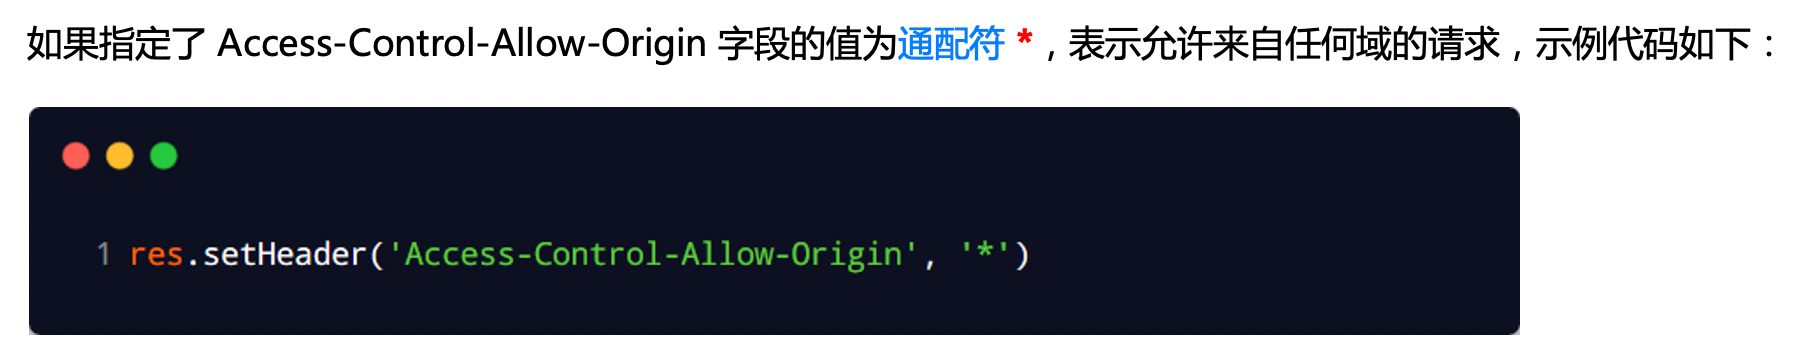 如果指定了 Access-Control-Allow-Origin 字段的值为通配符 *，表示允许来自任何域的请求，示例代码如下：
1 res.setHeader('Access-Control-Allow-Origin', '*')